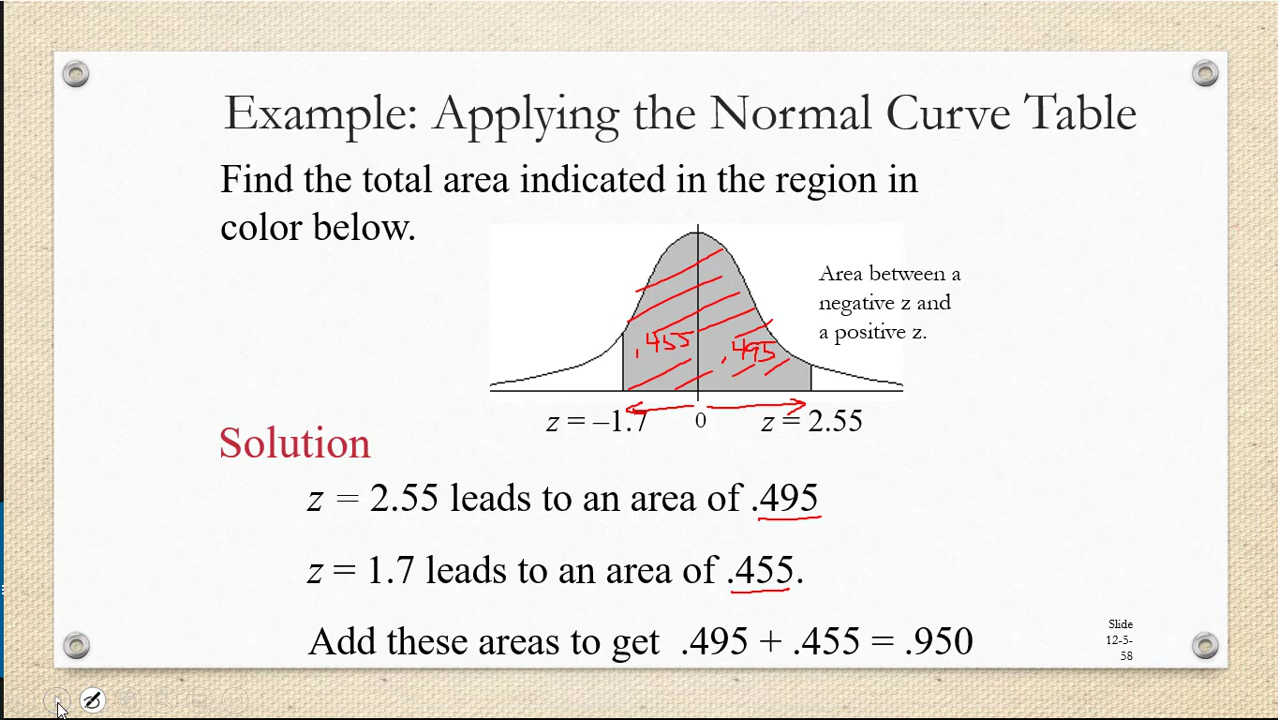 Example: Applying the Normal Curve Table
Find the total area indicated in the region in
color below.
Area between a
negative z and
a positive z.
.455
.495
z = –1.7
0
z = 2.55
Solution
z = 2.55 leads to an area of .495
z = 1.7 leads to an area of .455.
Add these areas to get .495 + .455 = .950
Slide
12-5-
58